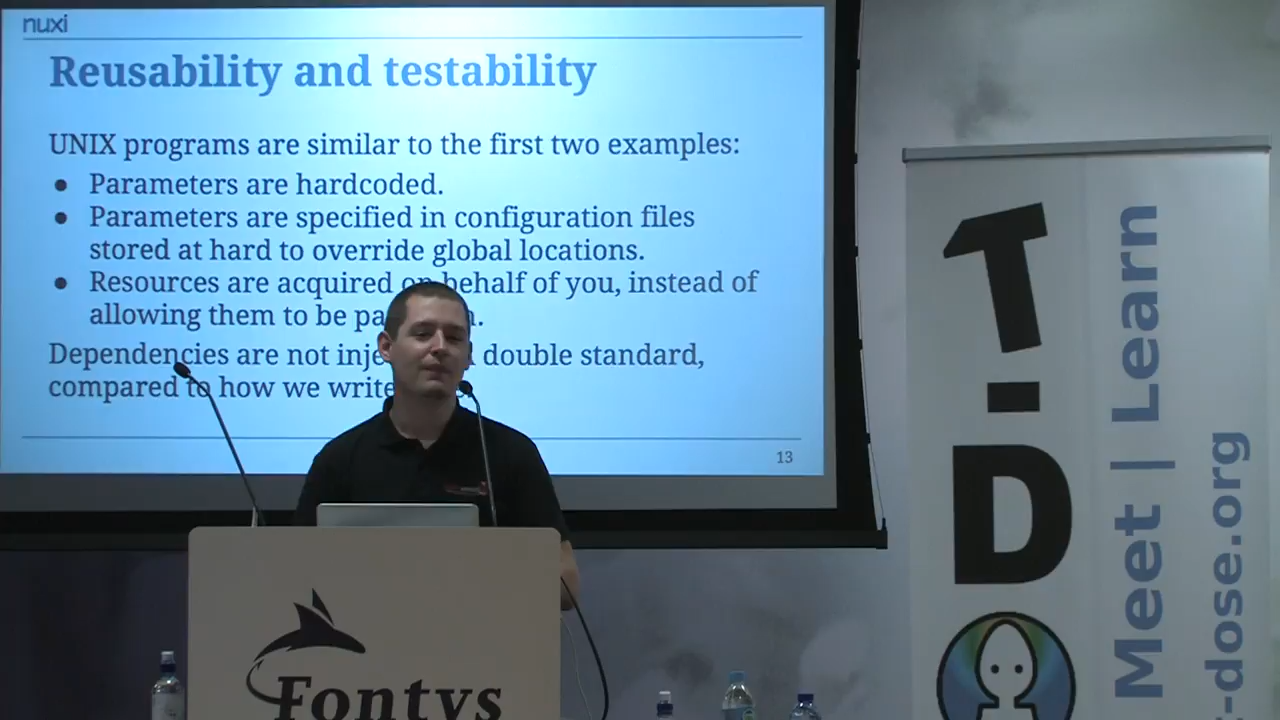 nuxi
Reusability and testability
UNIX programs are similar to the first two examples:
● Parameters are hardcoded.
● Parameters are specified in configuration files
stored at hard to override global locations.
● Resources are acquired on behalf of you, instead of
allowing them to be
Dependencies are not double standard,
compared to how we write
13
Fontys
T-DO
Meet | Learn
-dose.org